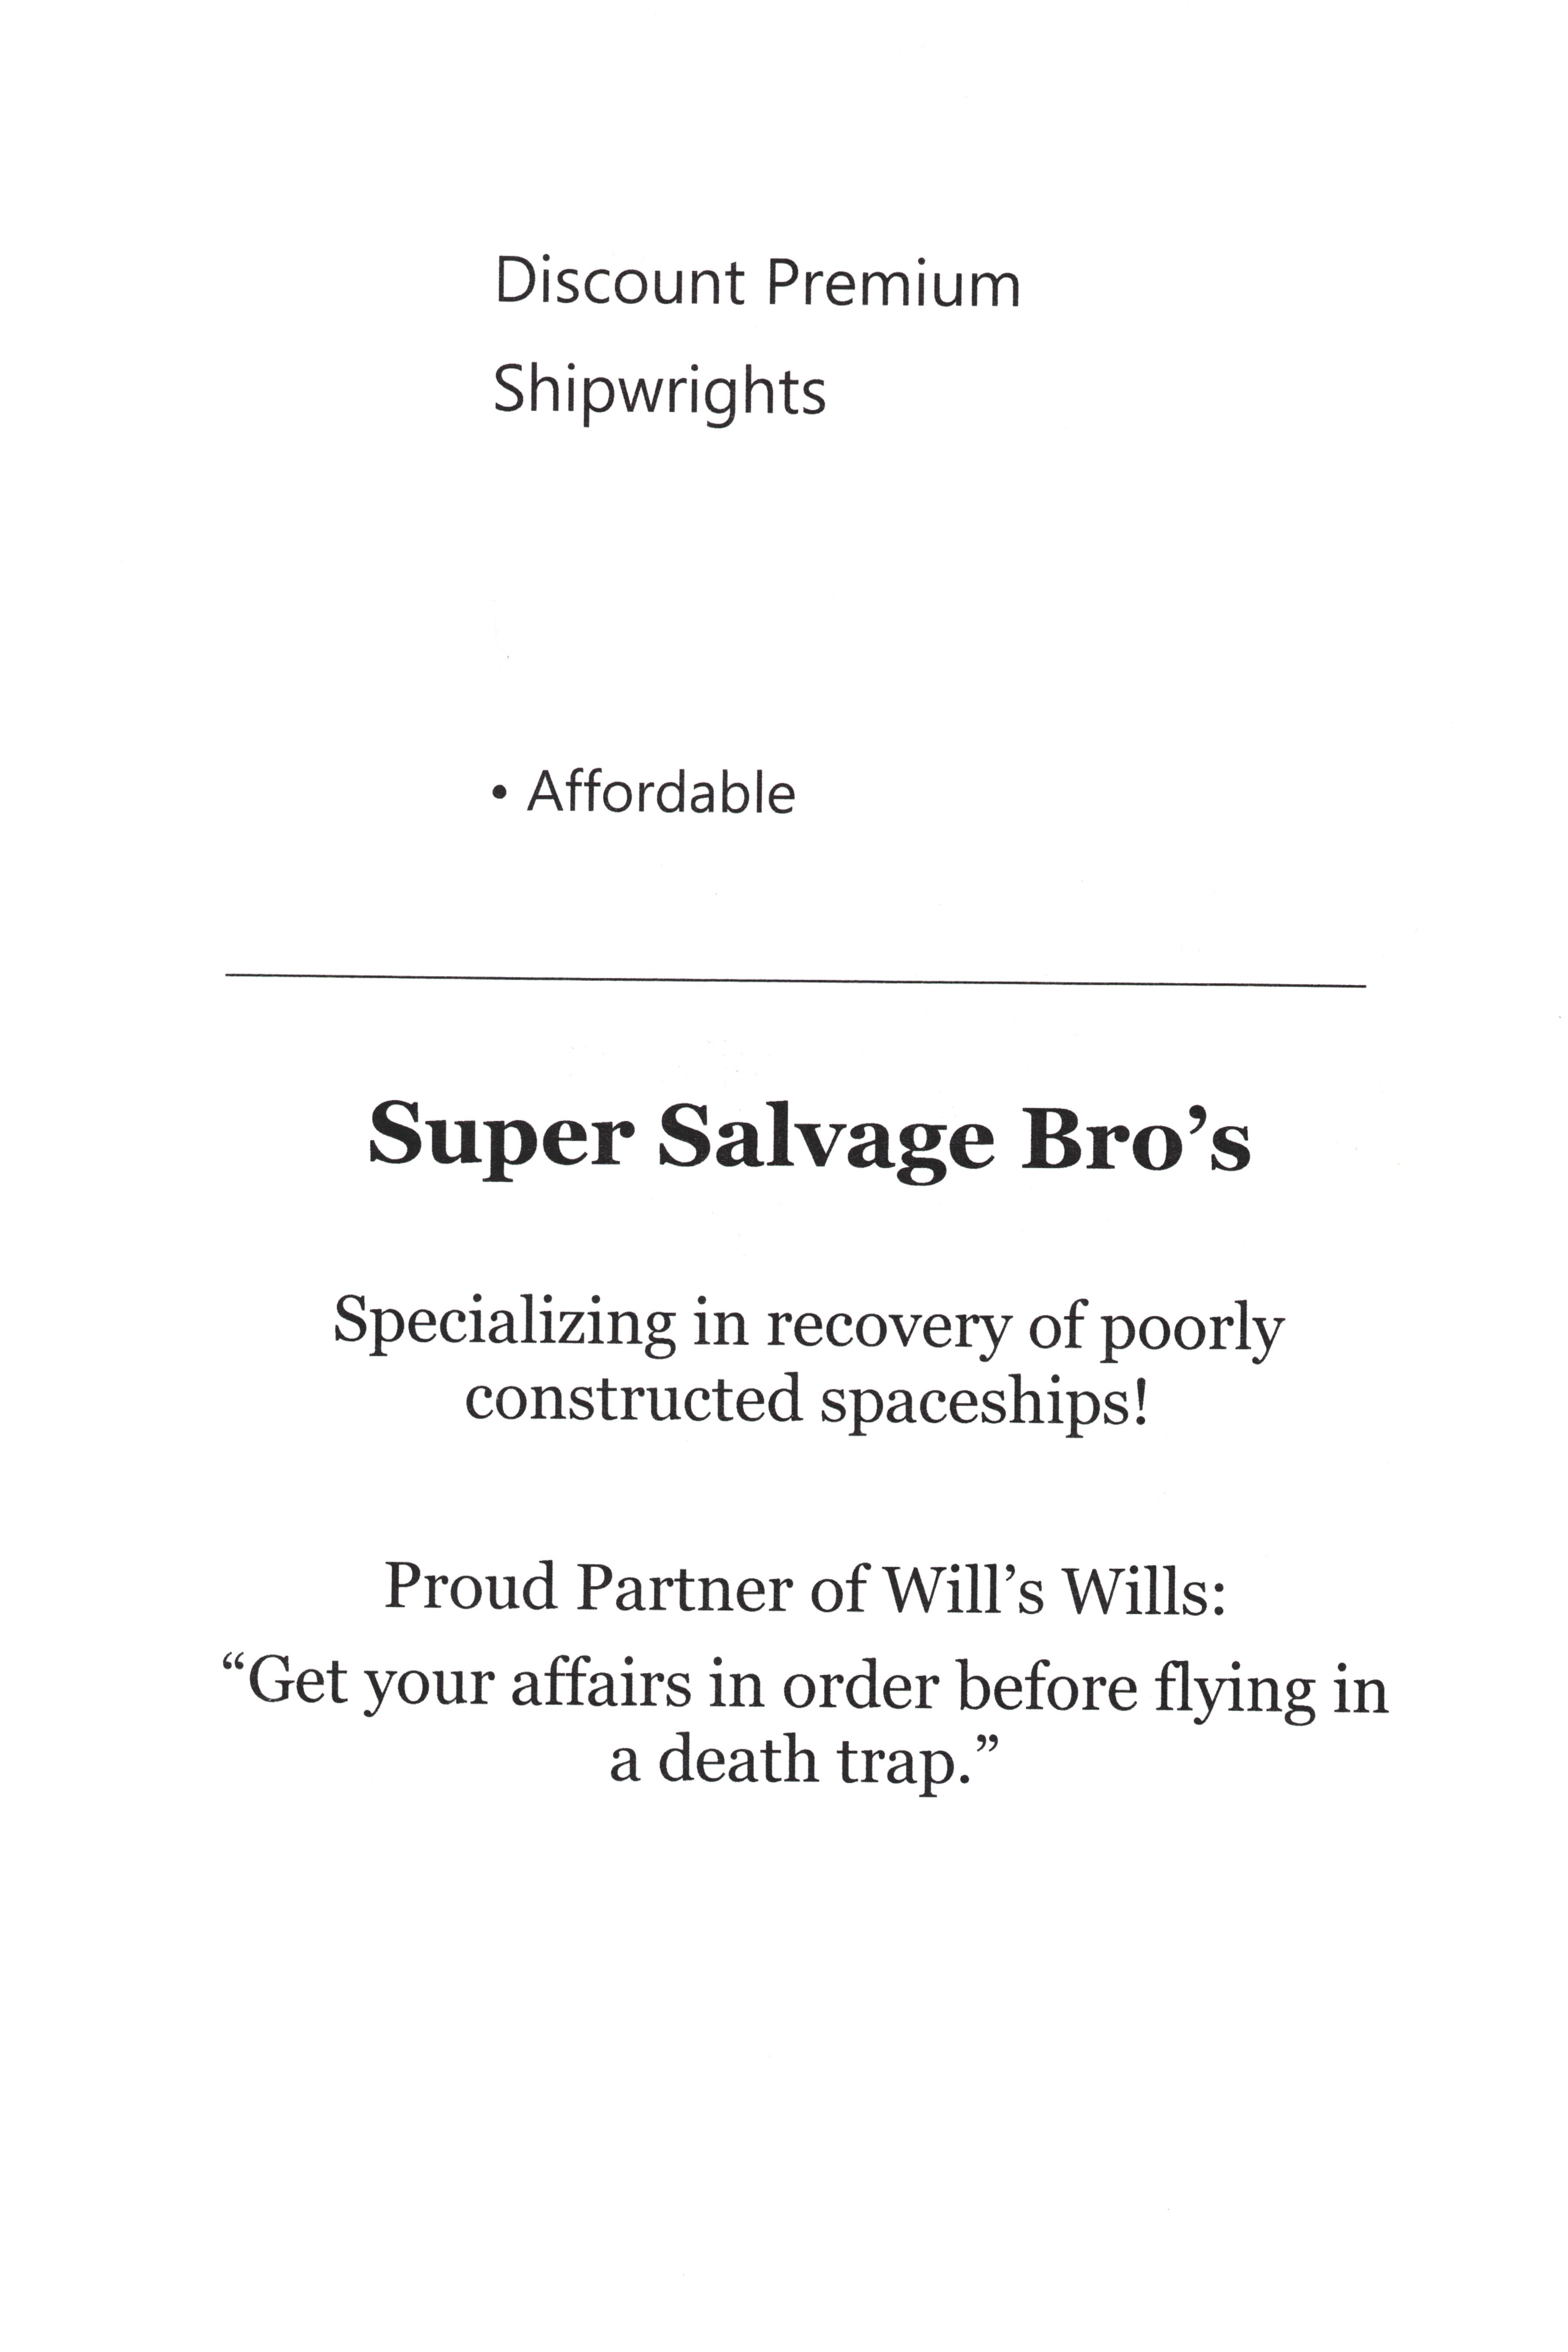 Discount Premium
Shipwrights
• Affordable
Super Salvage Bro’s
Specializing in recovery of poorly
constructed spaceships!
Proud Partner of Will’s Wills:
“Get your affairs in order before flying in
a death trap.”